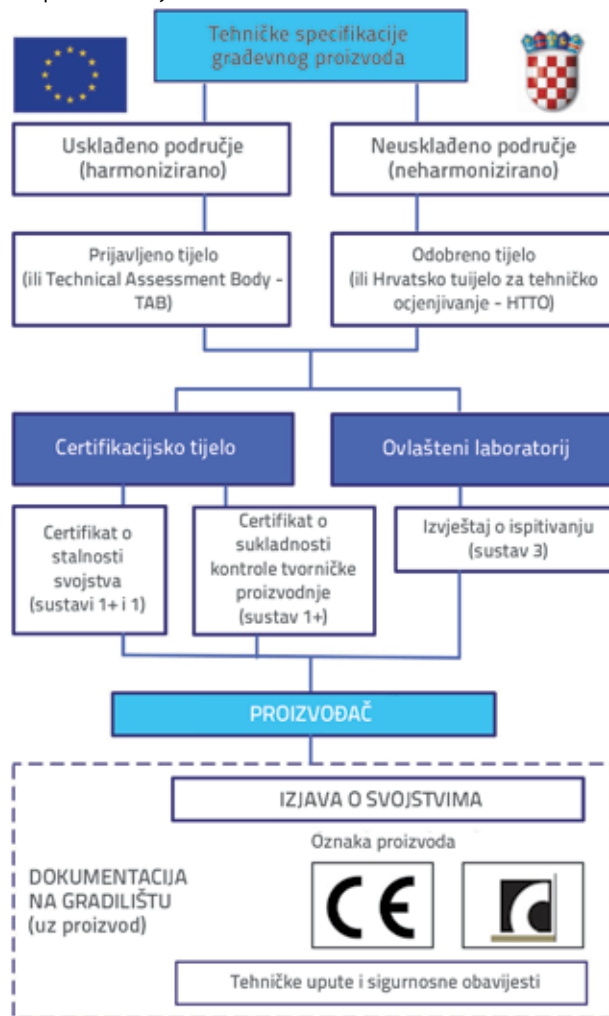 Tehničke specifikacije
građevnog proizvoda
Usklađeno područje
(harmonizirano)
Neusklađeno područje
(neharmonizirano)
Prijavljeno tijelo
(ili Technical Assessment Body -
TAB)
Odobreno tijelo
(ili Hrvatsko tuijelo za tehničko
ocjenjivanje - HTTO)
Certifikacijsko tijelo
Ovlašteni laboratorij
Certifikat o
stalnosti
svojstva
(sustavi 1+ i 1)
Certifikat o
sukladnosti
kontrole tvorničke
proizvodnje
(sustav 1+)
Izvještaj o ispitivanju
(sustav 3)
PROIZVOĐAČ
IZJAVA O SVOJSTVIMA
Oznaka proizvoda
DOKUMENTACIJA
NA GRADILIŠTU
(uz proizvod)
CE
Tehničke upute i sigurnosne obavijesti